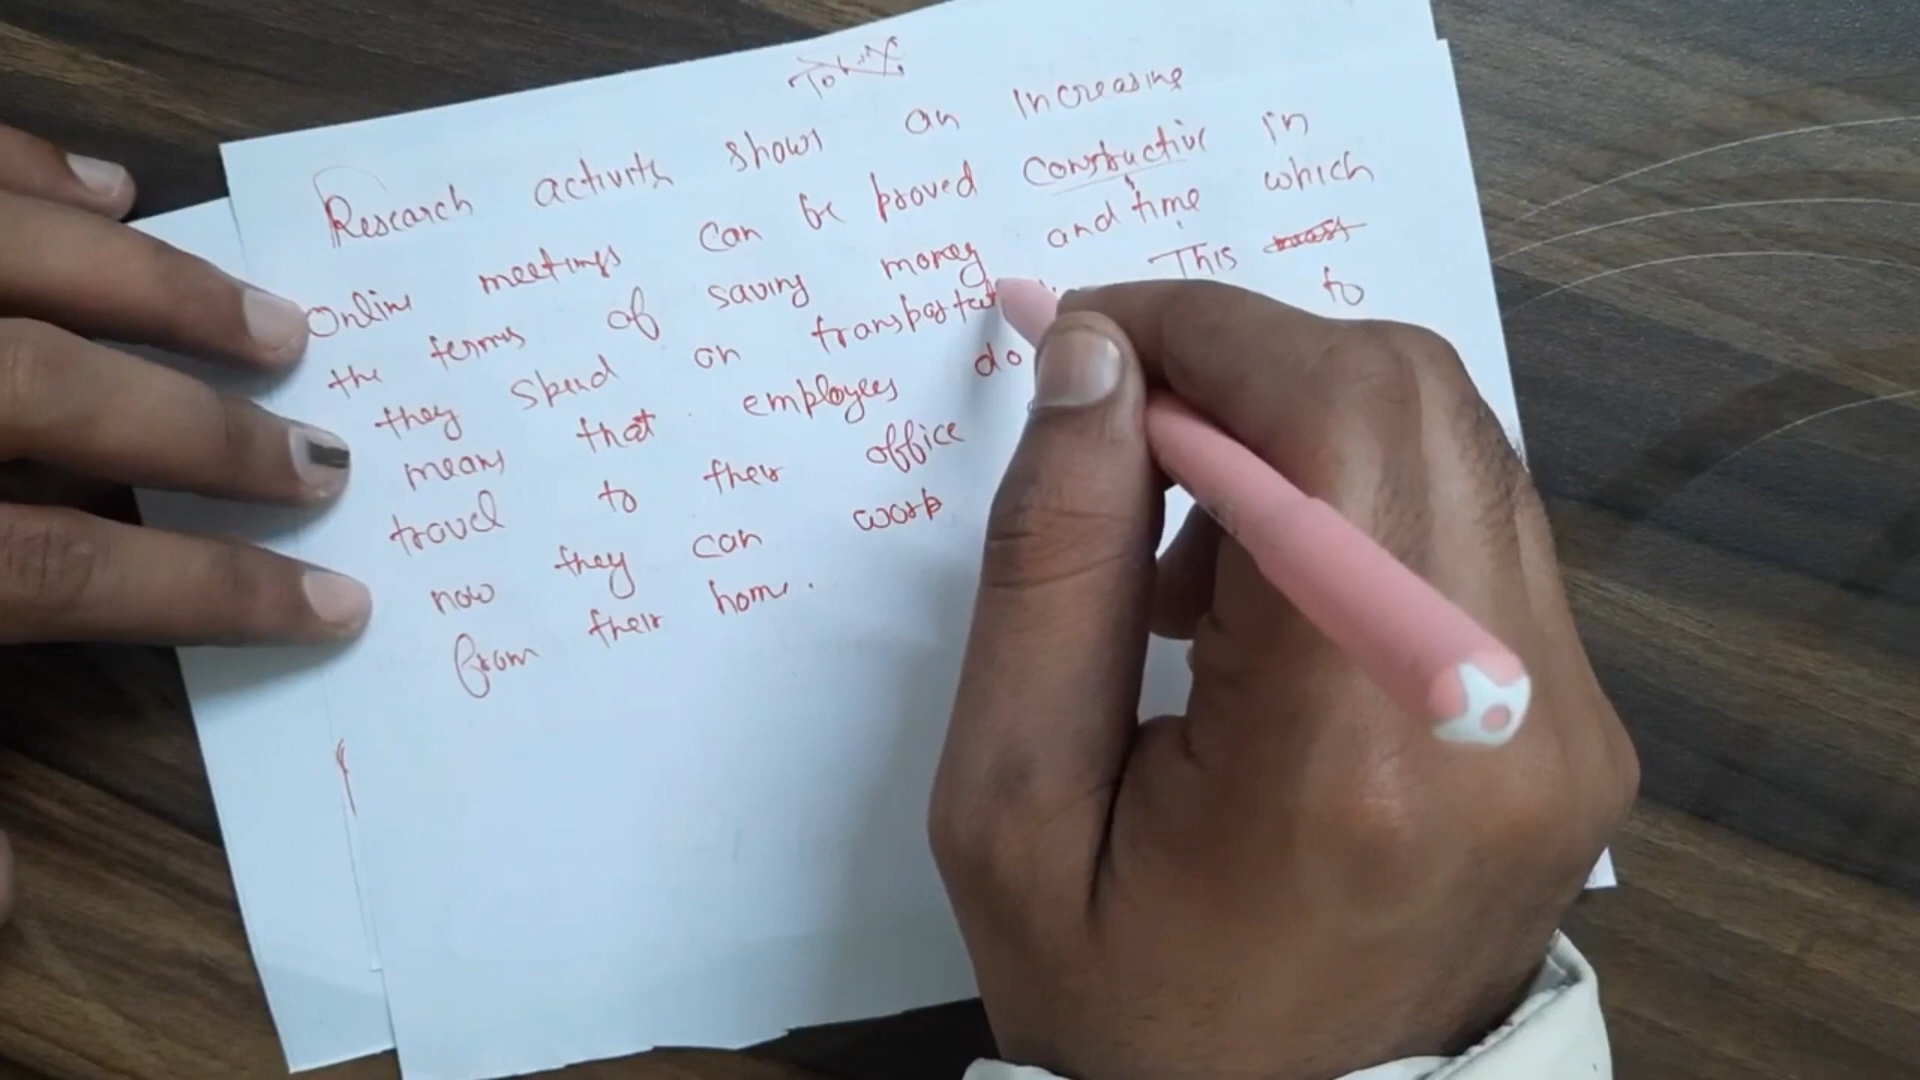 Research activity shows an increasing
Online meetings can be proved constructive in
the terms of saving money and time which
they spend on This
means that employees do to
travel to their office
now they can work
from their home.